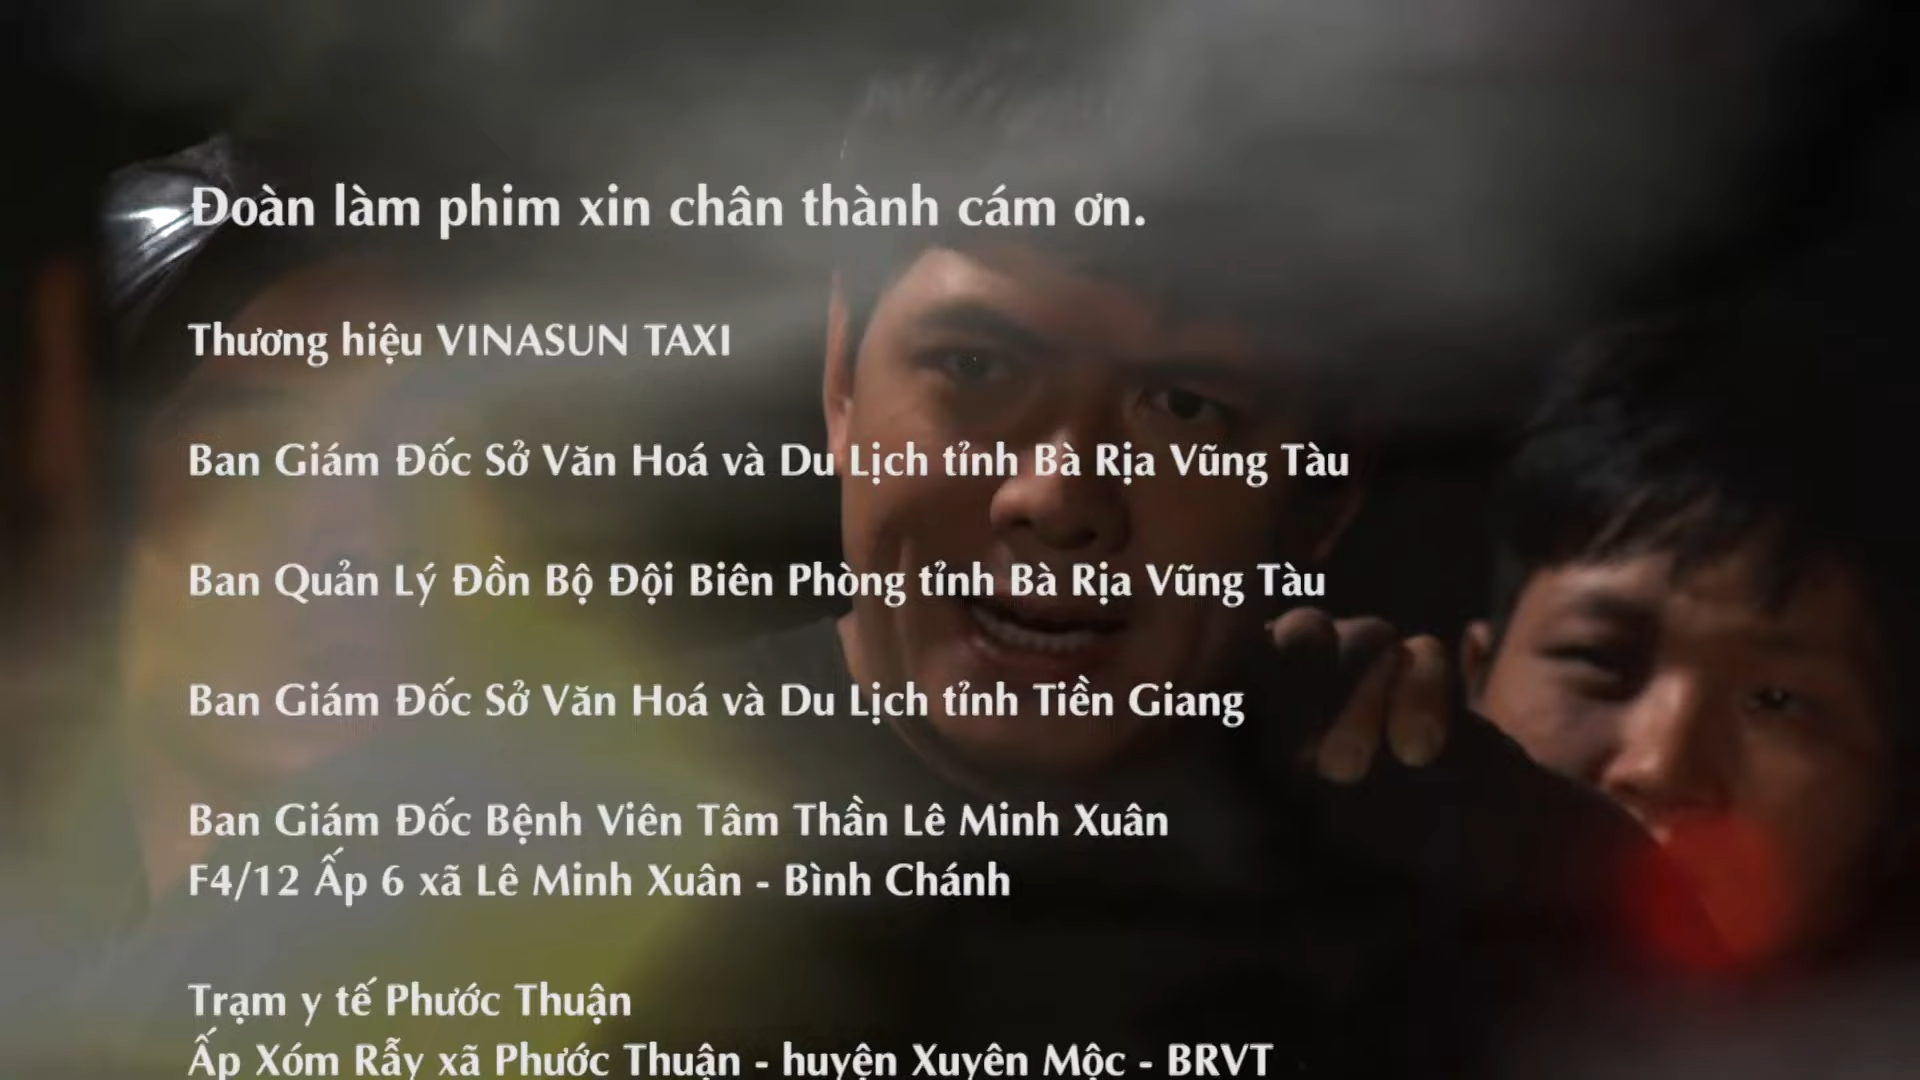 Đoàn làm phim xin chân thành cám ơn.
Thương hiệu VINASUN TAXI
Ban Giám Đốc Sở Văn Hoá và Du Lịch tỉnh Bà Rịa Vũng Tàu
Ban Quản Lý Đồn Bộ Đội Biên Phòng tỉnh Bà Rịa Vũng Tàu
Ban Giám Đốc Sở Văn Hoá và Du Lịch tỉnh Tiền Giang
Ban Giám Đốc Bệnh Viên Tâm Thần Lê Minh Xuân
F4/12 Ấp 6 xã Lê Minh Xuân - Bình Chánh
Trạm y tế Phước Thuận
Ấp Xóm Rẫy xã Phước Thuận - huyện Xuyên Mộc - BRVT